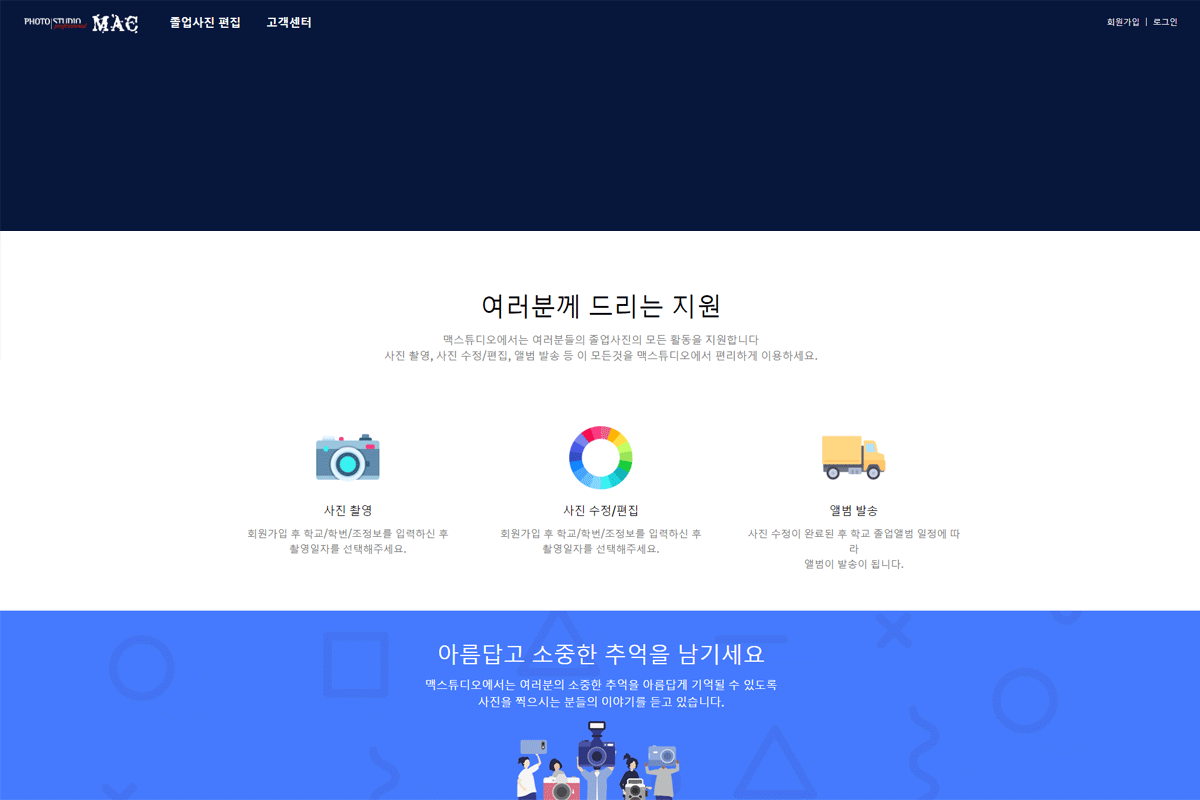 PHOTO|STUDIO professional MAC
졸업사진 편집
고객센터
회원가입 | 로그인
여러분께 드리는 지원
맥스튜디오에서는 여러분들의 졸업사진의 모든 활동을 지원합니다
사진 촬영, 사진 수정/편집, 앨범 발송 등 이 모든것을 맥스튜디오에서 편리하게 이용하세요.
사진 촬영
회원가입 후 학교/학번/조정보를 입력하신 후
촬영일자를 선택해주세요.
사진 수정/편집
회원가입 후 학교/학번/조정보를 입력하신 후
촬영일자를 선택해주세요.
앨범 발송
사진 수정이 완료된 후 학교 졸업앨범 일정에 따
라
앨범이 발송이 됩니다.
아름답고 소중한 추억을 남기세요
맥스튜디오에서는 여러분의 소중한 추억을 아름답게 기억될 수 있도록
사진을 찍으시는 분들의 이야기를 듣고 있습니다.